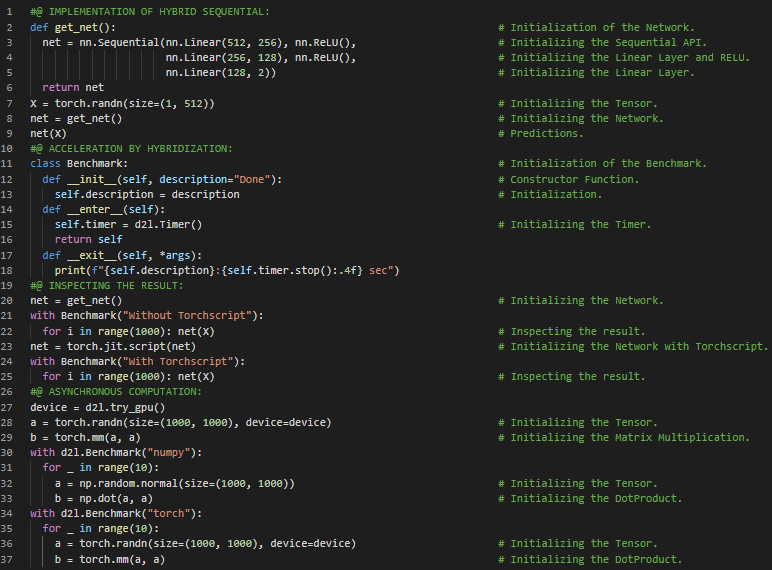 1 #@ IMPLEMENTATION OF HYBRID SEQUENTIAL:
2 def get_net(): # Initialization of the Network.
3   net = nn.Sequential(nn.Linear(512, 256), nn.ReLU(), # Initializing the Sequential API.
4                       nn.Linear(256, 128), nn.ReLU(), # Initializing the Linear Layer and RELU.
5                       nn.Linear(128, 2)) # Initializing the Linear Layer.
6   return net
7 X = torch.randn(size=(1, 512)) # Initializing the Tensor.
8 net = get_net() # Initializing the Network.
9 net(X) # Predictions.
10 #@ ACCELERATION BY HYBRIDIZATION:
11 class Benchmark: # Initialization of the Benchmark.
12   def __init__(self, description="Done"): # Constructor Function.
13     self.description = description # Initialization.
14   def __enter__(self):
15     self.timer = d2l.Timer() # Initializing the Timer.
16     return self
17   def __exit__(self, *args):
18     print(f"{self.description}:{self.timer.stop():.4f} sec")
19 #@ INSPECTING THE RESULT:
20 net = get_net() # Initializing the Network.
21 with Benchmark("Without Torchscript"):
22   for i in range(1000): net(X) # Inspecting the result.
23 net = torch.jit.script(net) # Initializing the Network with Torchscript.
24 with Benchmark("With Torchscript"):
25   for i in range(1000): net(X) # Inspecting the result.
26 #@ ASYNCHRONOUS COMPUTATION:
27 device = d2l.try_gpu()
28 a = torch.randn(size=(1000, 1000), device=device) # Initializing the Tensor.
29 b = torch.mm(a, a) # Initializing the Matrix Multiplication.
30 with d2l.Benchmark("numpy"):
31   for _ in range(10):
32     a = np.random.normal(size=(1000, 1000)) # Initializing the Tensor.
33     b = np.dot(a, a) # Initializing the DotProduct.
34 with d2l.Benchmark("torch"):
35   for _ in range(10):
36     a = torch.randn(size=(1000, 1000), device=device) # Initializing the Tensor.
37     b = torch.mm(a, a) # Initializing the DotProduct.